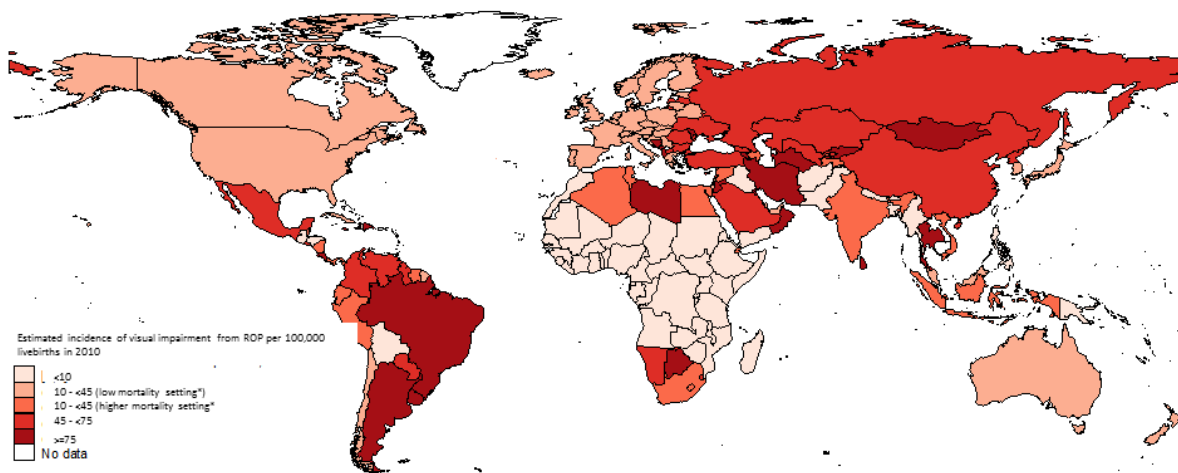 Estimated incidence of visual impairment from ROP per 100,000
livebirths in 2010
<10
10 - <45 (low mortality setting*)
10 - <45 (higher mortality setting*
45 - <75
>=75
No data